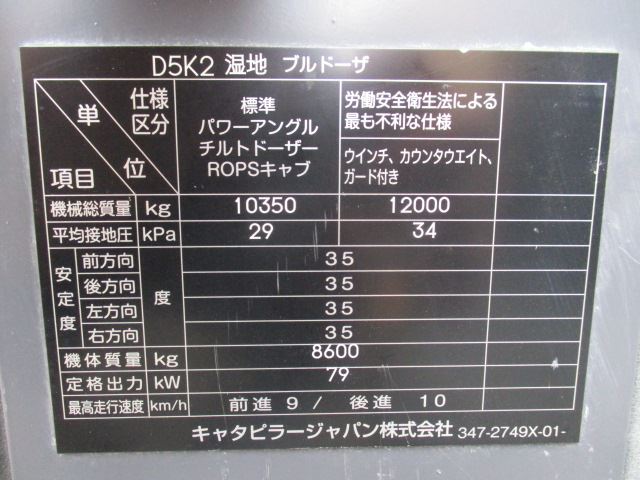 D5K2 湿地 ブルドーザ
単位
仕様区分
項目
標準
パワーアングル
チルトドーザー
ROPSキャブ
労働安全衛生法による
最も不利な仕様
ウインチ、カウンタウエイト、
ガード付き
機械総質量 kg 10350 12000
平均接地圧 kPa 29 34
安定度 前方向 度 35
後方向 35
左方向 35
右方向 35
機体質量 kg 8600
定格出力 kW 79
最高走行速度 km/h 前進 9 / 後進 10
キャタピラージャパン株式会社 347-2749X-01-